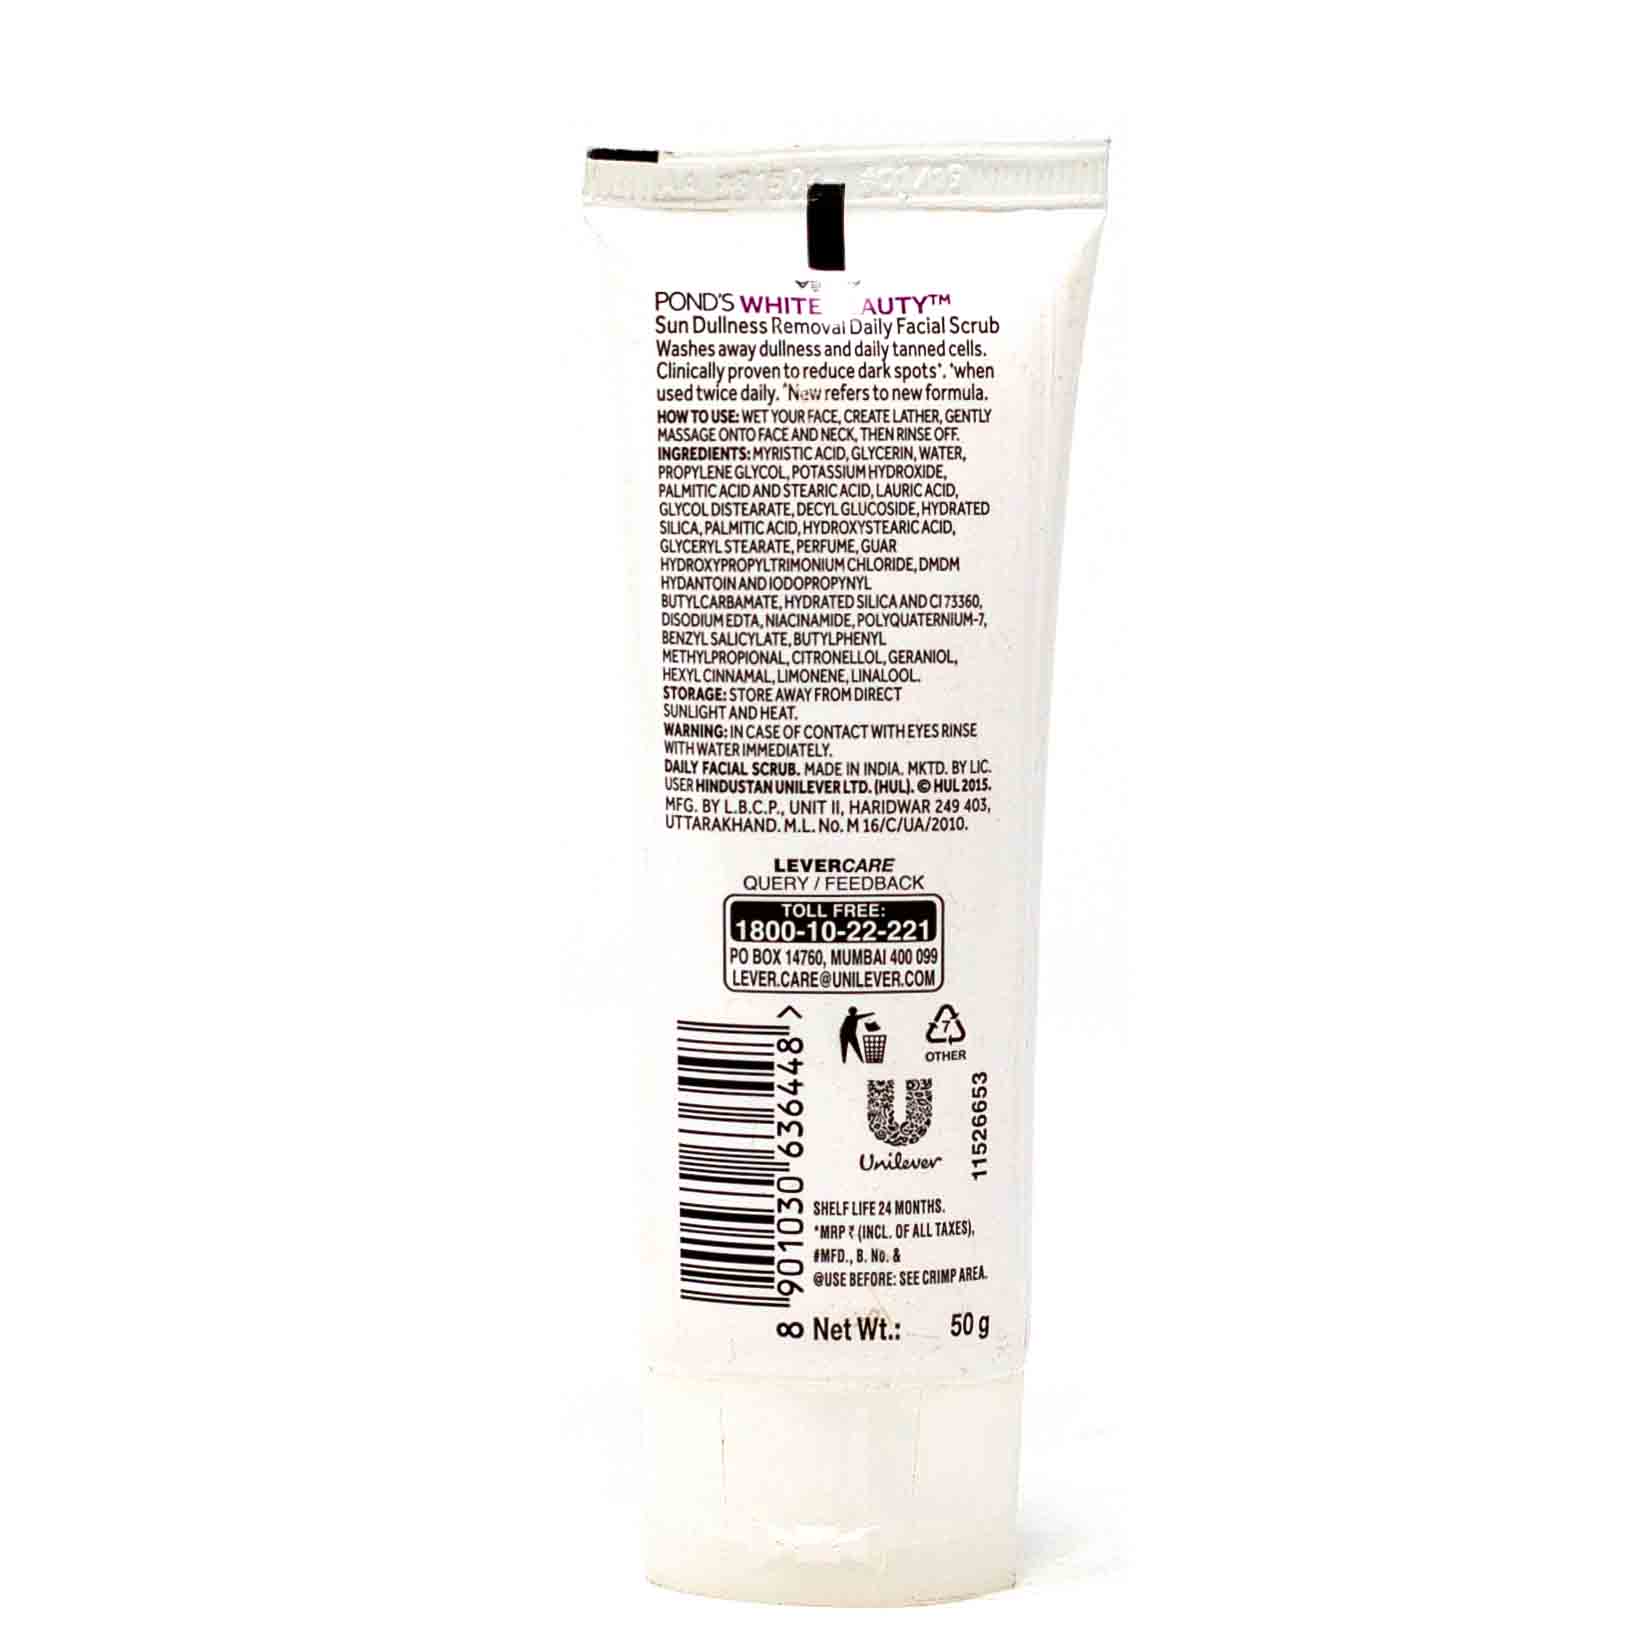 POND'S WHITE AUTY™
Sun Dullness Removal Daily Facial Scrub
Washes away dullness and daily tanned cells.
Clinically proven to reduce dark spots*. *when
used twice daily. ^New refers to new formula.
HOW TO USE: WET YOUR FACE, CREATE LATHER, GENTLY
MASSAGE ONTO FACE AND NECK, THEN RINSE OFF.
INGREDIENTS: MYRISTIC ACID, GLYCERIN, WATER,
PROPYLENE GLYCOL, POTASSIUM HYDROXIDE,
PALMITIC ACID AND STEARIC ACID, LAURIC ACID,
GLYCOL DISTEARATE, DECYL GLUCOSIDE, HYDRATED
SILICA, PALMITIC ACID, HYDROXYSTEARIC ACID,
GLYCERYL STEARATE, PERFUME, GUAR
HYDROXYPROPYLTRIMONIUM CHLORIDE, DMDM
HYDANTOIN AND IODOPROPYNYL
BUTYLCARBAMATE, HYDRATED SILICA AND CI 73360,
DISODIUM EDTA, NIACINAMIDE, POLYQUATERNIUM-7,
BENZYL SALICYLATE, BUTYLPHENYL
METHYLPROPIONAL, CITRONELLOL, GERANIOL,
HEXYL CINNAMAL, LIMONENE, LINALOOL.
STORAGE: STORE AWAY FROM DIRECT
SUNLIGHT AND HEAT.
WARNING: IN CASE OF CONTACT WITH EYES RINSE
WITH WATER IMMEDIATELY.
DAILY FACIAL SCRUB. MADE IN INDIA. MKTD. BY LIC.
USER HINDUSTAN UNILEVER LTD. (HUL). © HUL 2015.
MFG. BY L.B.C.P., UNIT II, HARIDWAR 249 403,
UTTARAKHAND. M.L. No. M 16/C/UA/2010.
LEVERCARE
QUERY / FEEDBACK
TOLL FREE:
1800-10-22-221
PO BOX 14760, MUMBAI 400 099
LEVER.CARE@UNILEVER.COM
8 901030 636448 >
7
OTHER
Unilever
11526653
SHELF LIFE 24 MONTHS.
*MRP ₹ (INCL. OF ALL TAXES),
#MFD., B. No. &
@USE BEFORE: SEE CRIMP AREA.
Net Wt.: 50 g